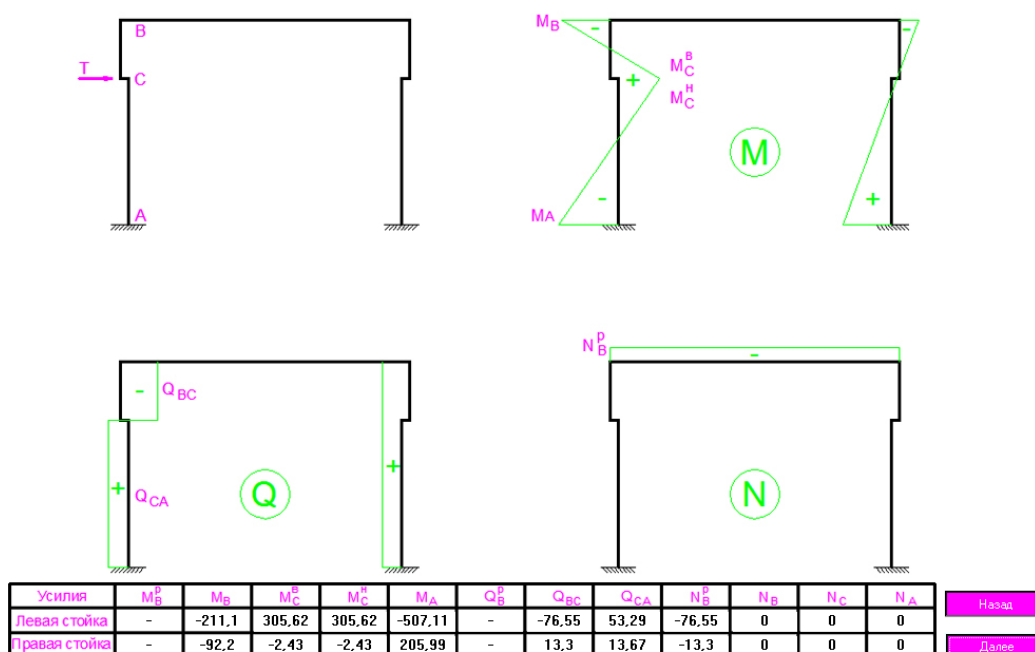 B
T
C
A
M_B
-
-
M_C^B
+
M_C^H
M
M_A
-
+
N_B^P
-
-
Q_BC
+
+
Q_CA
Q
N
Усилия M_B^P M_B M_C^B M_C^H M_A Q_B^P Q_BC Q_CA N_B^P N_B N_C N_A
Левая стойка - -211,1 305,62 305,62 -507,11 - -76,55 53,29 -76,55 0 0 0
Правая стойка - -92,2 -2,43 -2,43 205,99 - 13,3 13,67 -13,3 0 0 0
Назад
Далее